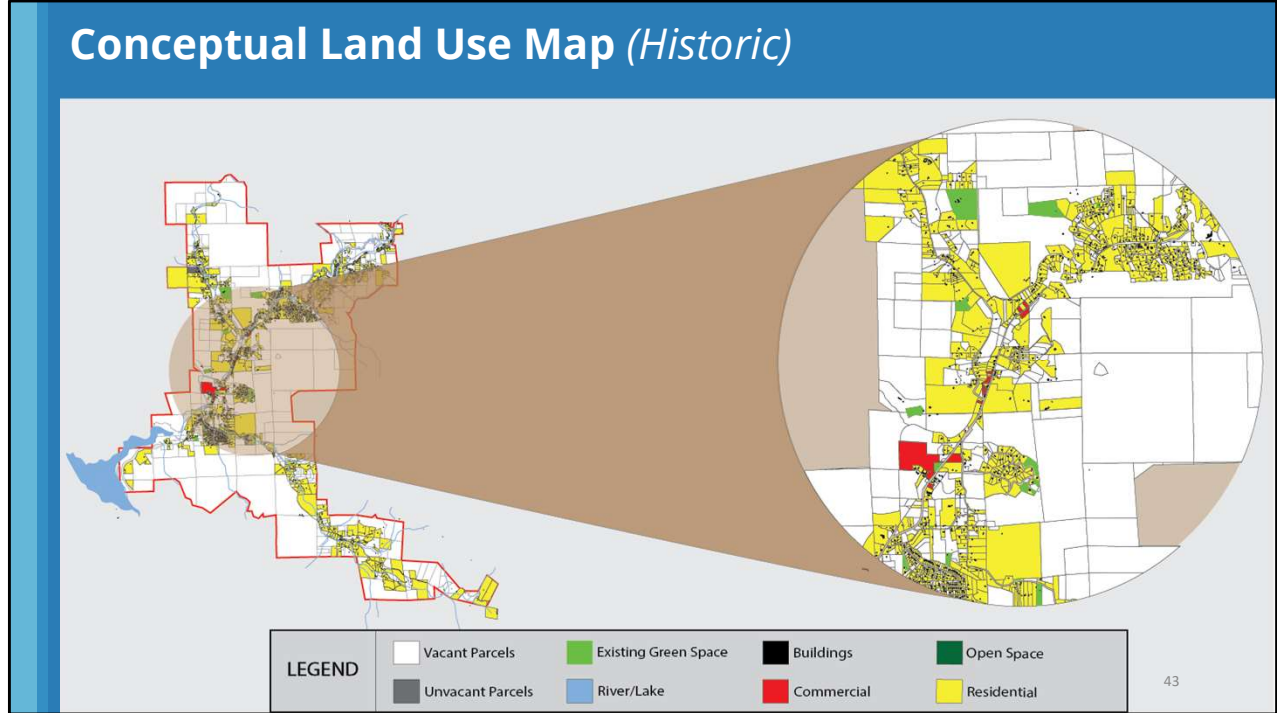 Conceptual Land Use Map (Historic)
LEGEND
Vacant Parcels
Existing Green Space
Buildings
Open Space
Unvacant Parcels
River/Lake
Commercial
Residential
43